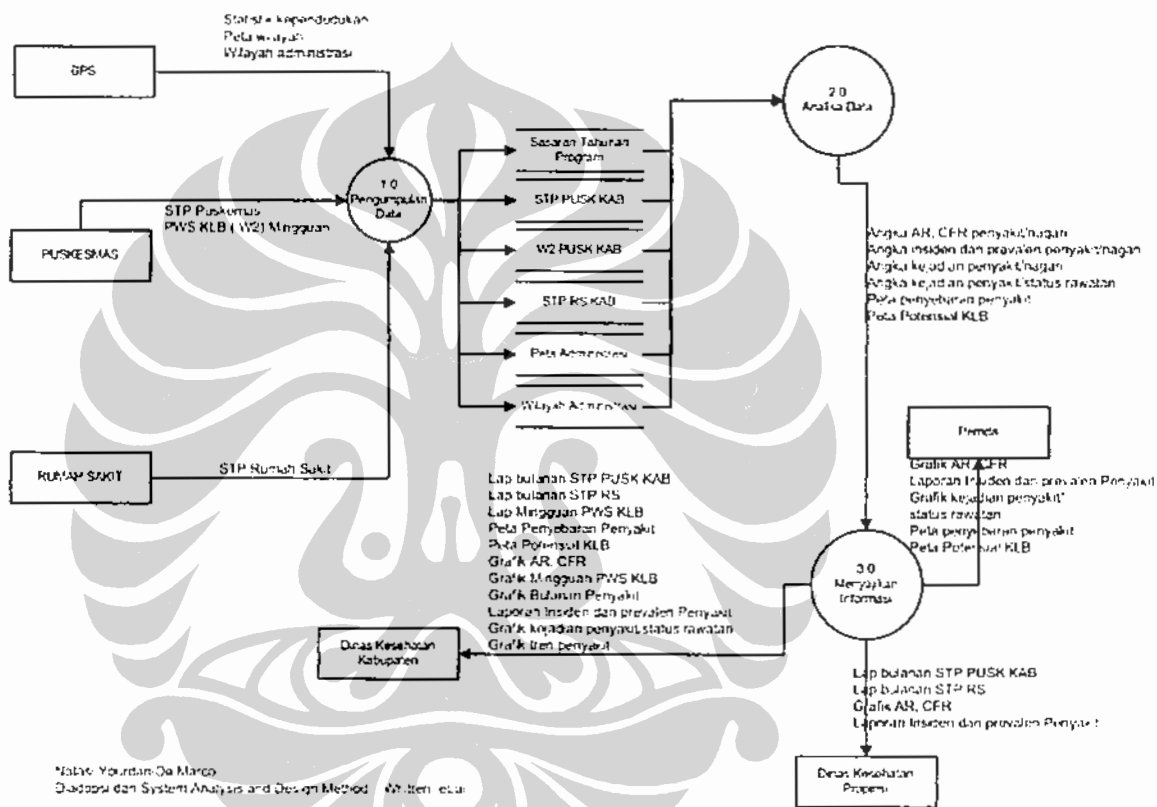 Statistik kependudukan
Peta wilayah
Wilayah administrasi
BPS
2.0
Analisa Data
Sasaran Tahunan
Program
1.0
Pengumpulan
Data
STP Puskemas
PWS KLB ( W2) Mingguan
PUSKESMAS
STP PUSK KAB
W2 PUSK KAB
STP RS KAB
Peta Administrasi
Wilayah Administrasi
Angka AR, CFR penyakit/nagari
Angka insiden dan prevalen penyakit/nagari
Angka kejadian penyakit/nagari
Angka kejadian penyakit/status rawatan
Peta penyebaran penyakit
Peta Potensial KLB
RUMAH SAKIT
STP Rumah Sakit
Pemda
Grafik AR, CFR
Laporan Insiden dan prevalen Penyakit
Grafik kejadian penyakit'
status rawatan
Peta penyebaran penyakit
Peta Potensial KLB
Lap bulanan STP PUSK KAB
Lap bulanan STP RS
Lap Mingguan PWS KLB
Peta Penyebaran Penyakit
Peta Potensial KLB
Grafik AR, CFR
Grafik Mingguan PWS KLB
Grafik Bulanan Penyakit
Laporan Insiden dan prevalen Penyakit
Grafik kejadian penyakit/status rawatan
Grafik tren penyakit
3.0
Menyajikan
Informasi
Dinas Kesehatan
Kabupaten
Lap bulanan STP PUSK KAB
Lap bulanan STP RS
Grafik AR, CFR
Laporan Insiden dan prevalen Penyakit
Dinas Kesehatan
Propinsi
*Notasi Yourdan-De Marco
Diadopsi dari System Analysis and Design Method